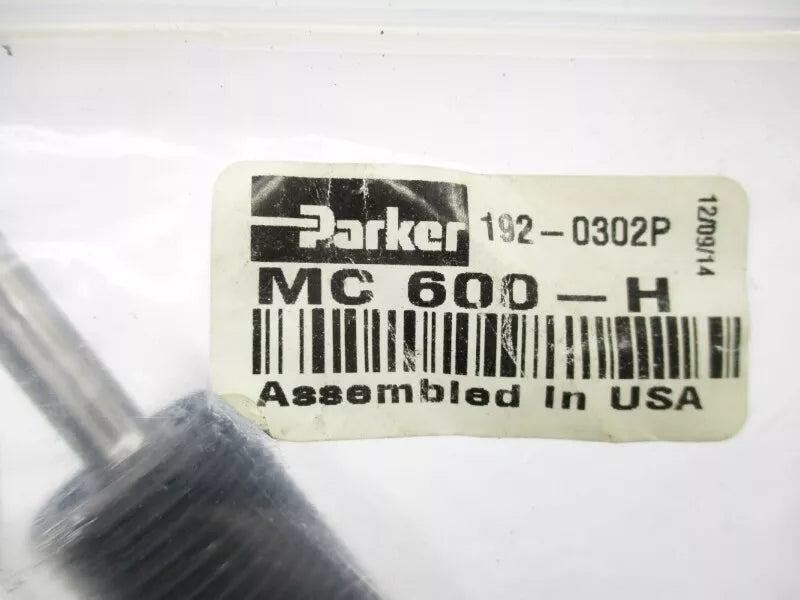 Parker 192-0302P
12/09/14
MC 600-H
Assembled In USA